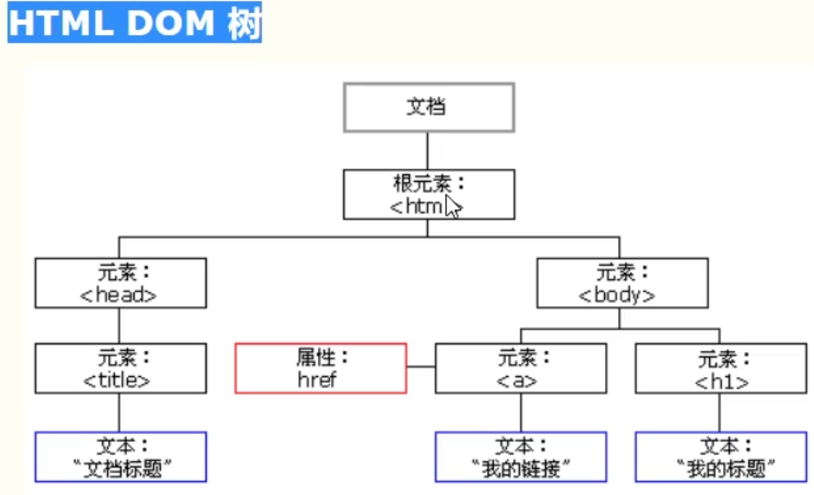 HTML DOM 树
文档
根元素：
<htm >
元素：
<head>
元素：
<body>
元素：
<title>
属性：
href
元素：
<a>
元素：
<h1>
文本：
“文档标题”
文本：
“我的链接”
文本：
“我的标题”